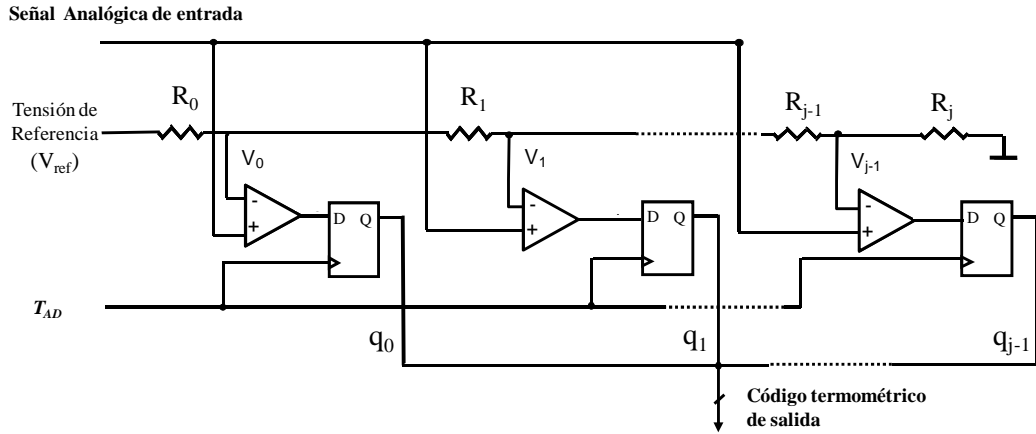 Señal Analógica de entrada
Tensión de
Referencia
(Vref)
R0
R1
Rj-1
Rj
V0
V1
Vj-1
-
+
D Q
-
+
D Q
-
+
D Q
TAD
q0
q1
qj-1
Código termométrico
de salida